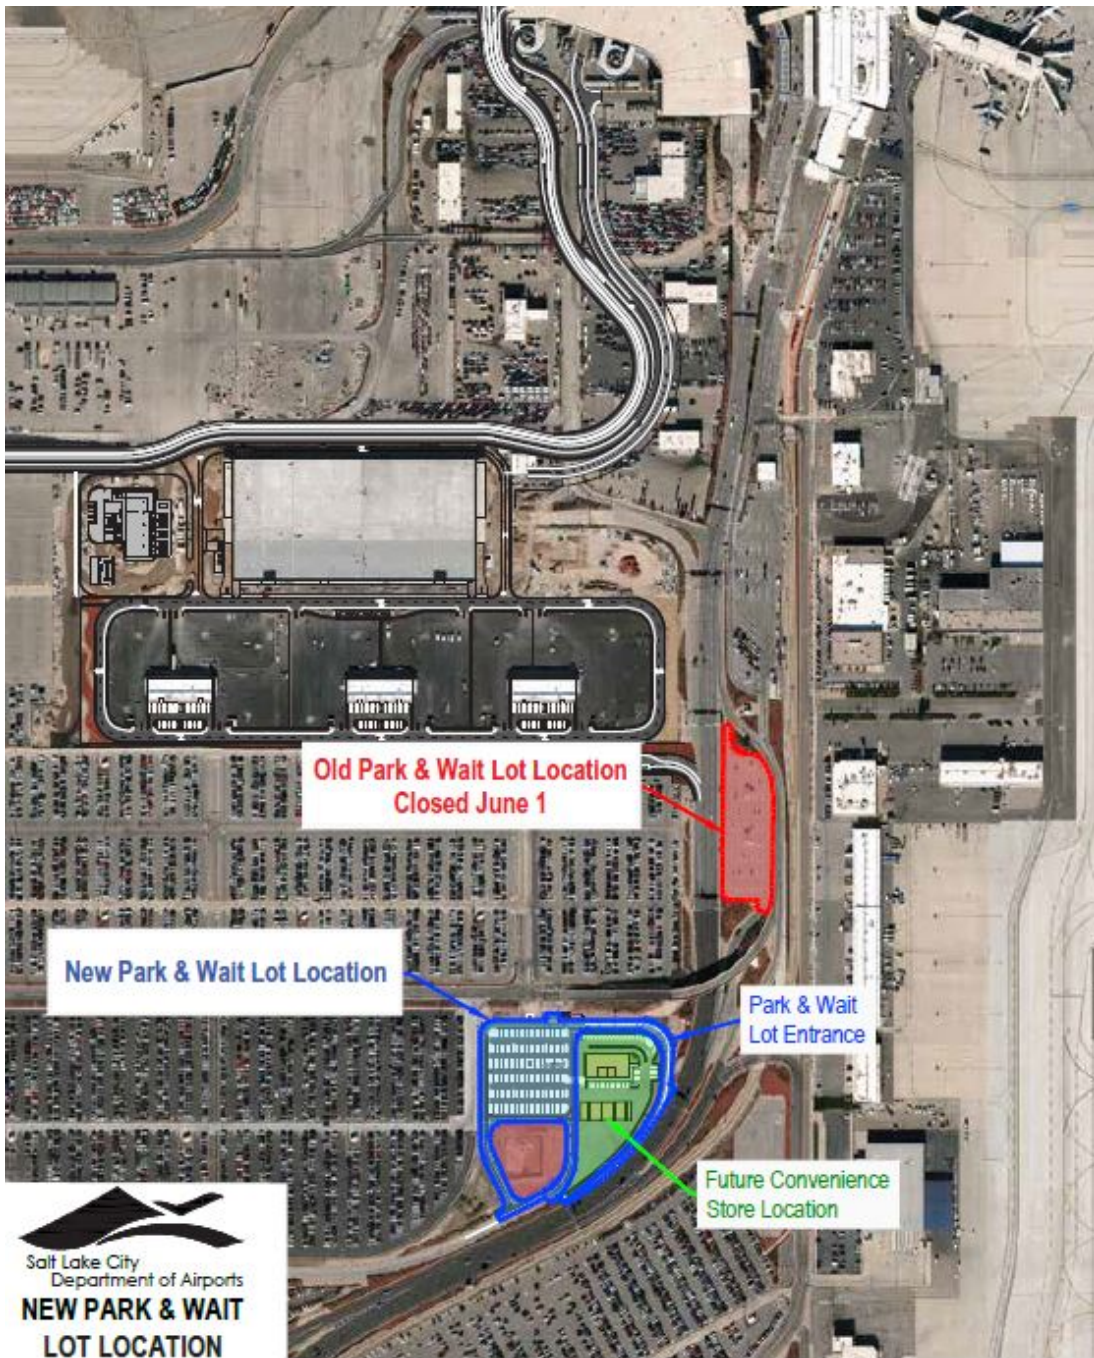 Old Park & Wait Lot Location
Closed June 1
New Park & Wait Lot Location
Park & Wait
Lot Entrance
Future Convenience
Store Location
Salt Lake City
Department of Airports
NEW PARK & WAIT
LOT LOCATION